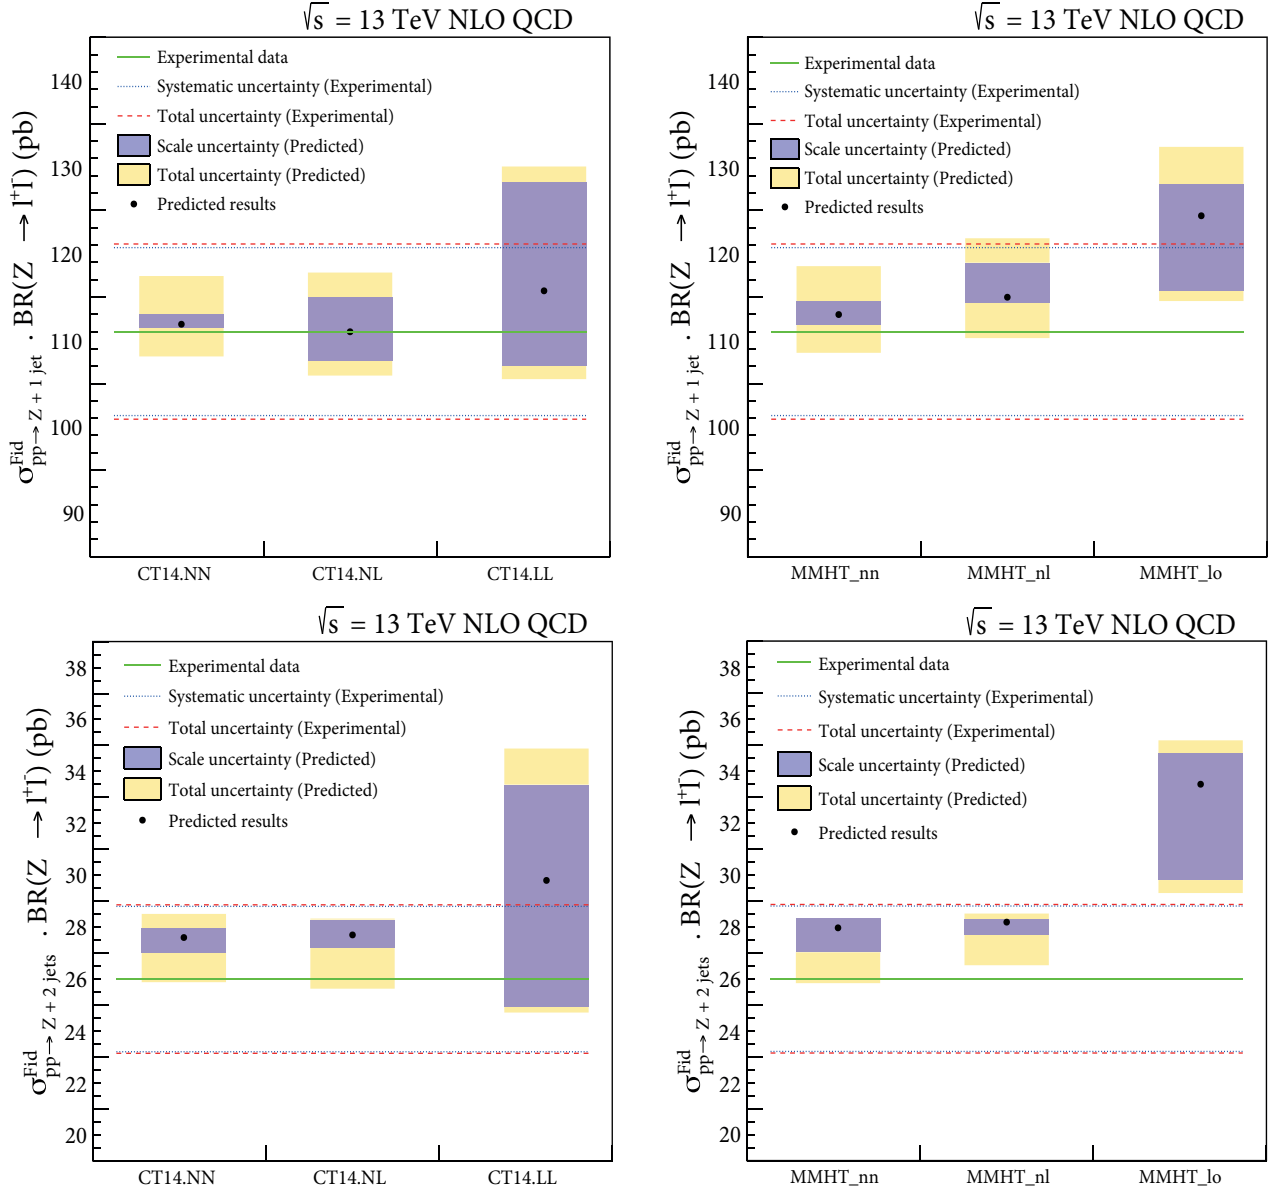 √s = 13 TeV NLO QCD
σ^Fid_pp→ Z + 1 jet · BR(Z → l⁺l⁻) (pb)
140
130
120
110
100
90
Experimental data
Systematic uncertainty (Experimental)
Total uncertainty (Experimental)
Scale uncertainty (Predicted)
Total uncertainty (Predicted)
Predicted results
CT14.NN CT14.NL CT14.LL
√s = 13 TeV NLO QCD
σ^Fid_pp→ Z + 1 jet · BR(Z → l⁺l⁻) (pb)
140
130
120
110
100
90
Experimental data
Systematic uncertainty (Experimental)
Total uncertainty (Experimental)
Scale uncertainty (Predicted)
Total uncertainty (Predicted)
Predicted results
MMHT_nn MMHT_nl MMHT_lo
√s = 13 TeV NLO QCD
σ^Fid_pp→ Z + 2 jets · BR(Z → l⁺l⁻) (pb)
38
36
34
32
30
28
26
24
22
20
Experimental data
Systematic uncertainty (Experimental)
Total uncertainty (Experimental)
Scale uncertainty (Predicted)
Total uncertainty (Predicted)
Predicted results
CT14.NN CT14.NL CT14.LL
√s = 13 TeV NLO QCD
σ^Fid_pp→ Z + 2 jets · BR(Z → l⁺l⁻) (pb)
38
36
34
32
30
28
26
24
22
20
Experimental data
Systematic uncertainty (Experimental)
Total uncertainty (Experimental)
Scale uncertainty (Predicted)
Total uncertainty (Predicted)
Predicted results
MMHT_nn MMHT_nl MMHT_lo